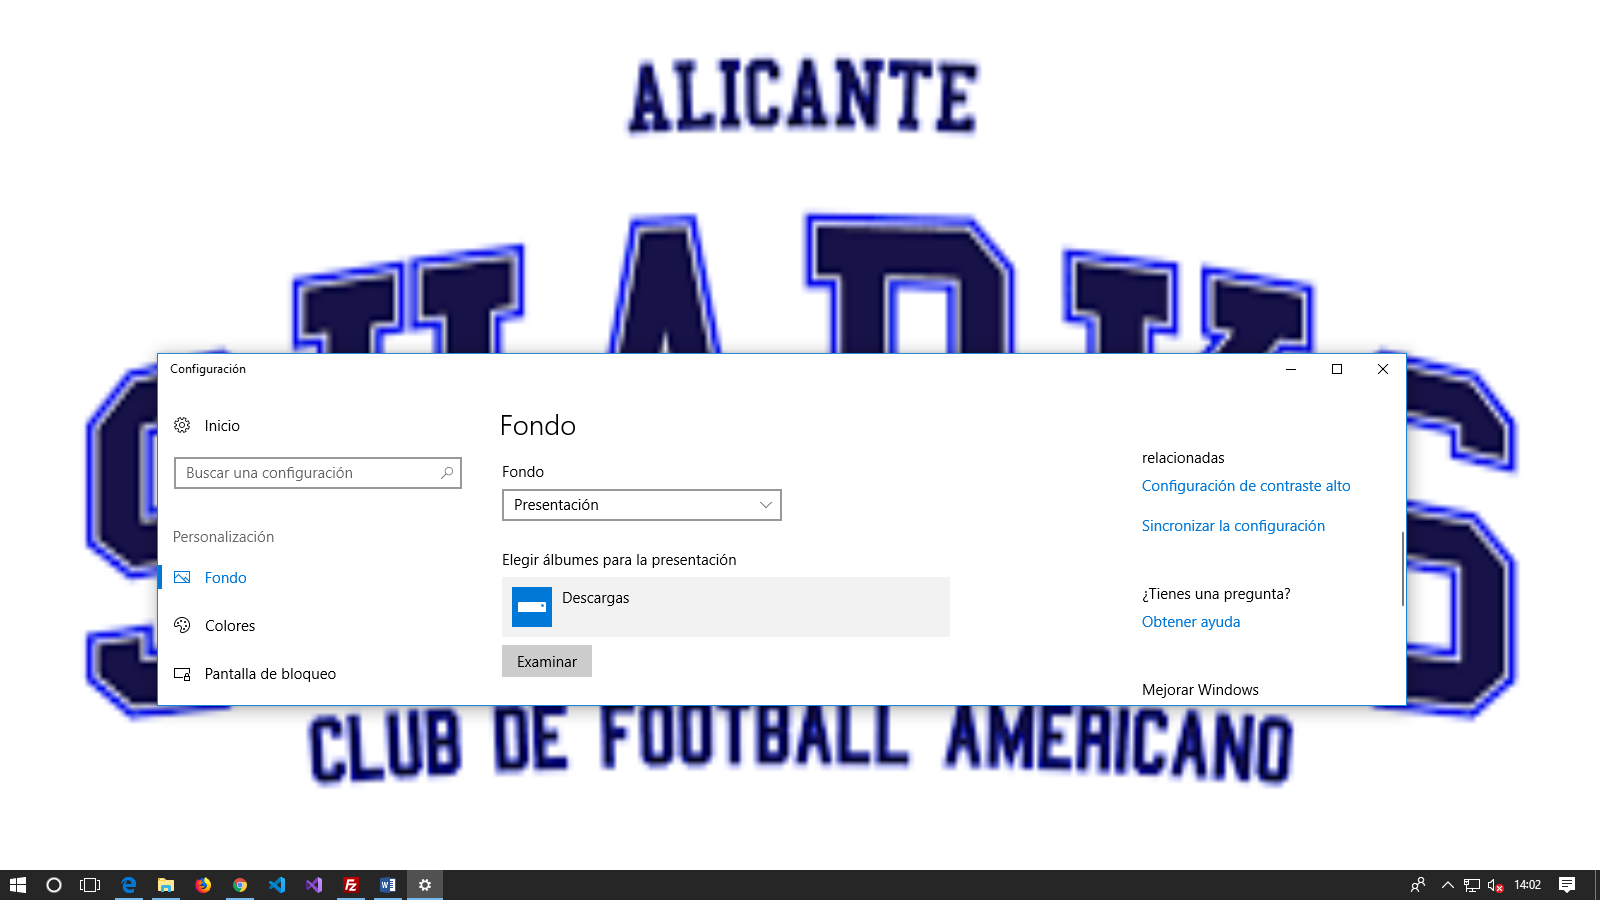 ALICANTE
Configuración
Inicio
Buscar una configuración
Personalización
Fondo
Colores
Pantalla de bloqueo
Fondo
Fondo
Presentación
Elegir álbumes para la presentación
Descargas
Examinar
relacionadas
Configuración de contraste alto
Sincronizar la configuración
¿Tienes una pregunta?
Obtener ayuda
Mejorar Windows
CLUB DE FOOTBALL AMERICANO
14:02